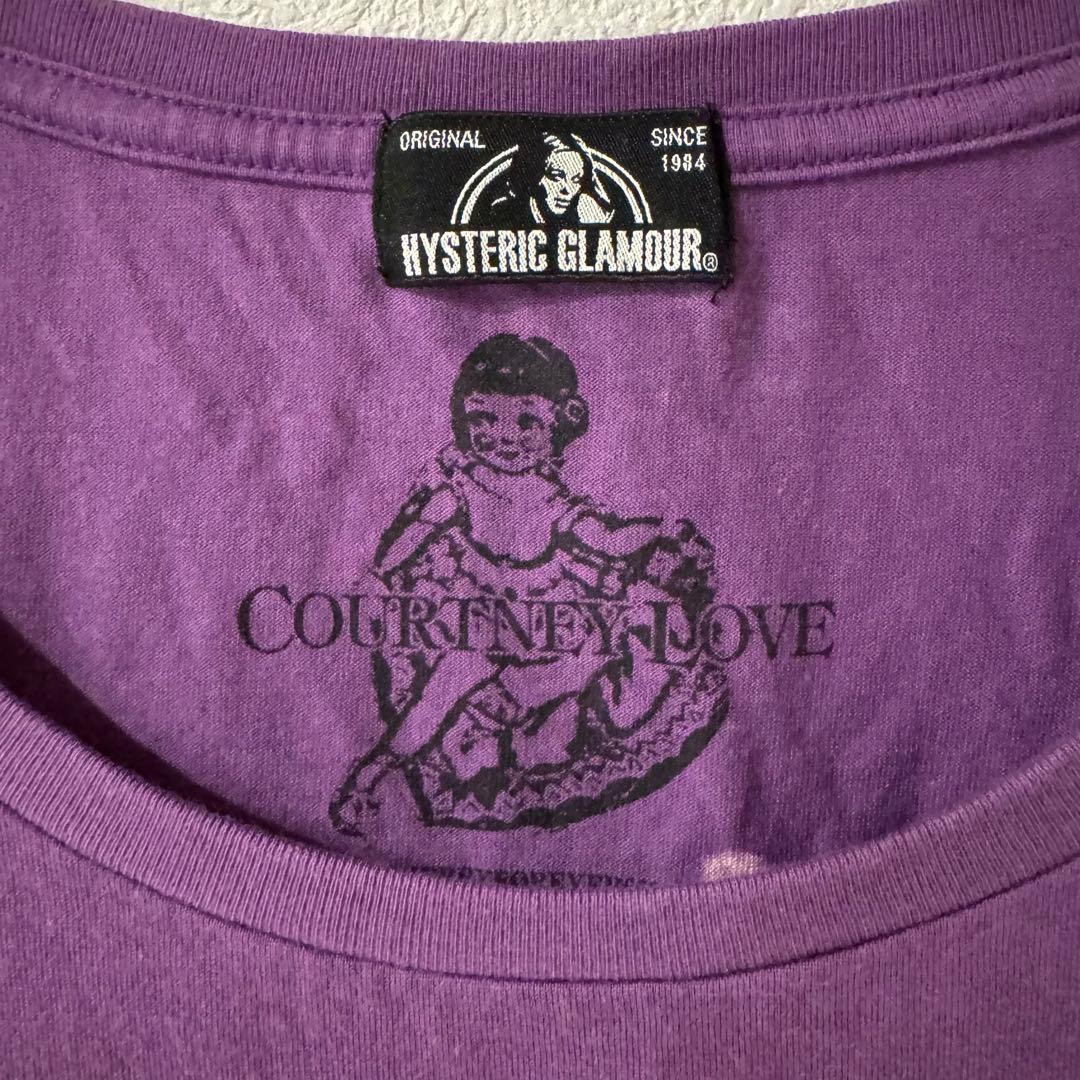 ORIGINAL SINCE
1984
HYSTERIC GLAMOUR®
COURTNEY LOVE